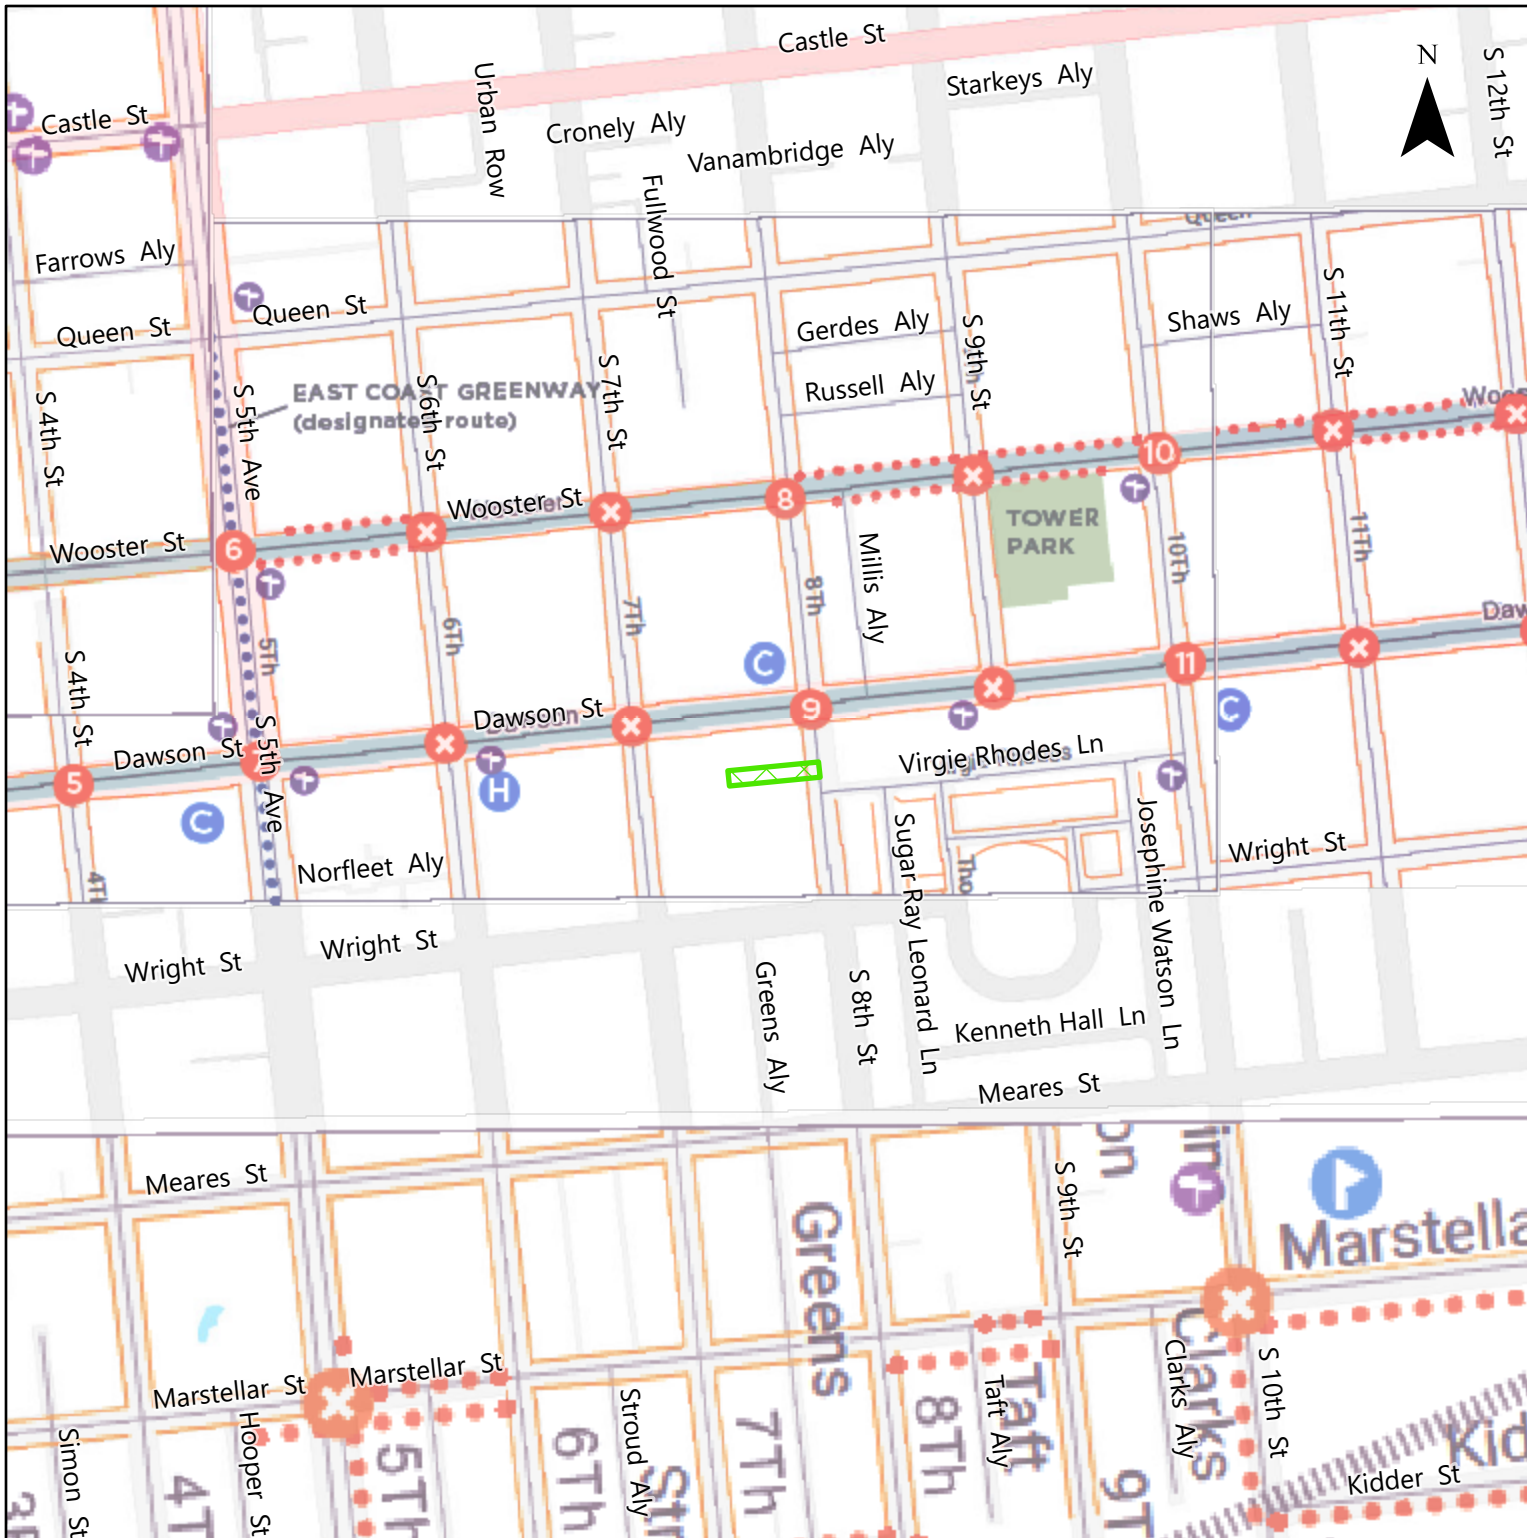 Castle St
N
S 12th St
Urban Row
Starkeys Aly
Castle St
Cronely Aly
Vanambridge Aly
Fullwood St
Farrows Aly
Queen
Queen St
Queen St
Gerdes Aly
Shaws Aly
S 11th St
S 9th St
S 7th St
S 6th St
S 5th Ave
S 4th St
EAST COAST GREENWAY
(designated route)
Russell Aly
10
8
Wooster St
Wooster St
6
TOWER
PARK
Millis Aly
10Th
11Th
8Th
7Th
6Th
5Th
S 4th St
C
11
Dawson St
9
C
S 5th Ave
Dawson St
5
H
C
Virgie Rhodes Ln
Josephine Watson Ln
Sugar Ray Leonard Ln
Tho
Wright St
Norfleet Aly
Wright St
Wright St
Greens Aly
S 8th St
Kenneth Hall Ln
Meares St
Meares St
S 9th St
Greens
Marstella
Marstellar St
Marstellar St
Hooper St
Simon St
4T
5Th
6Th
Stroud Aly
Str
7Th
8Th
Taft Aly
Taft
Clarks Aly
Clarks
9T
S 10th St
Kid
Kidder St